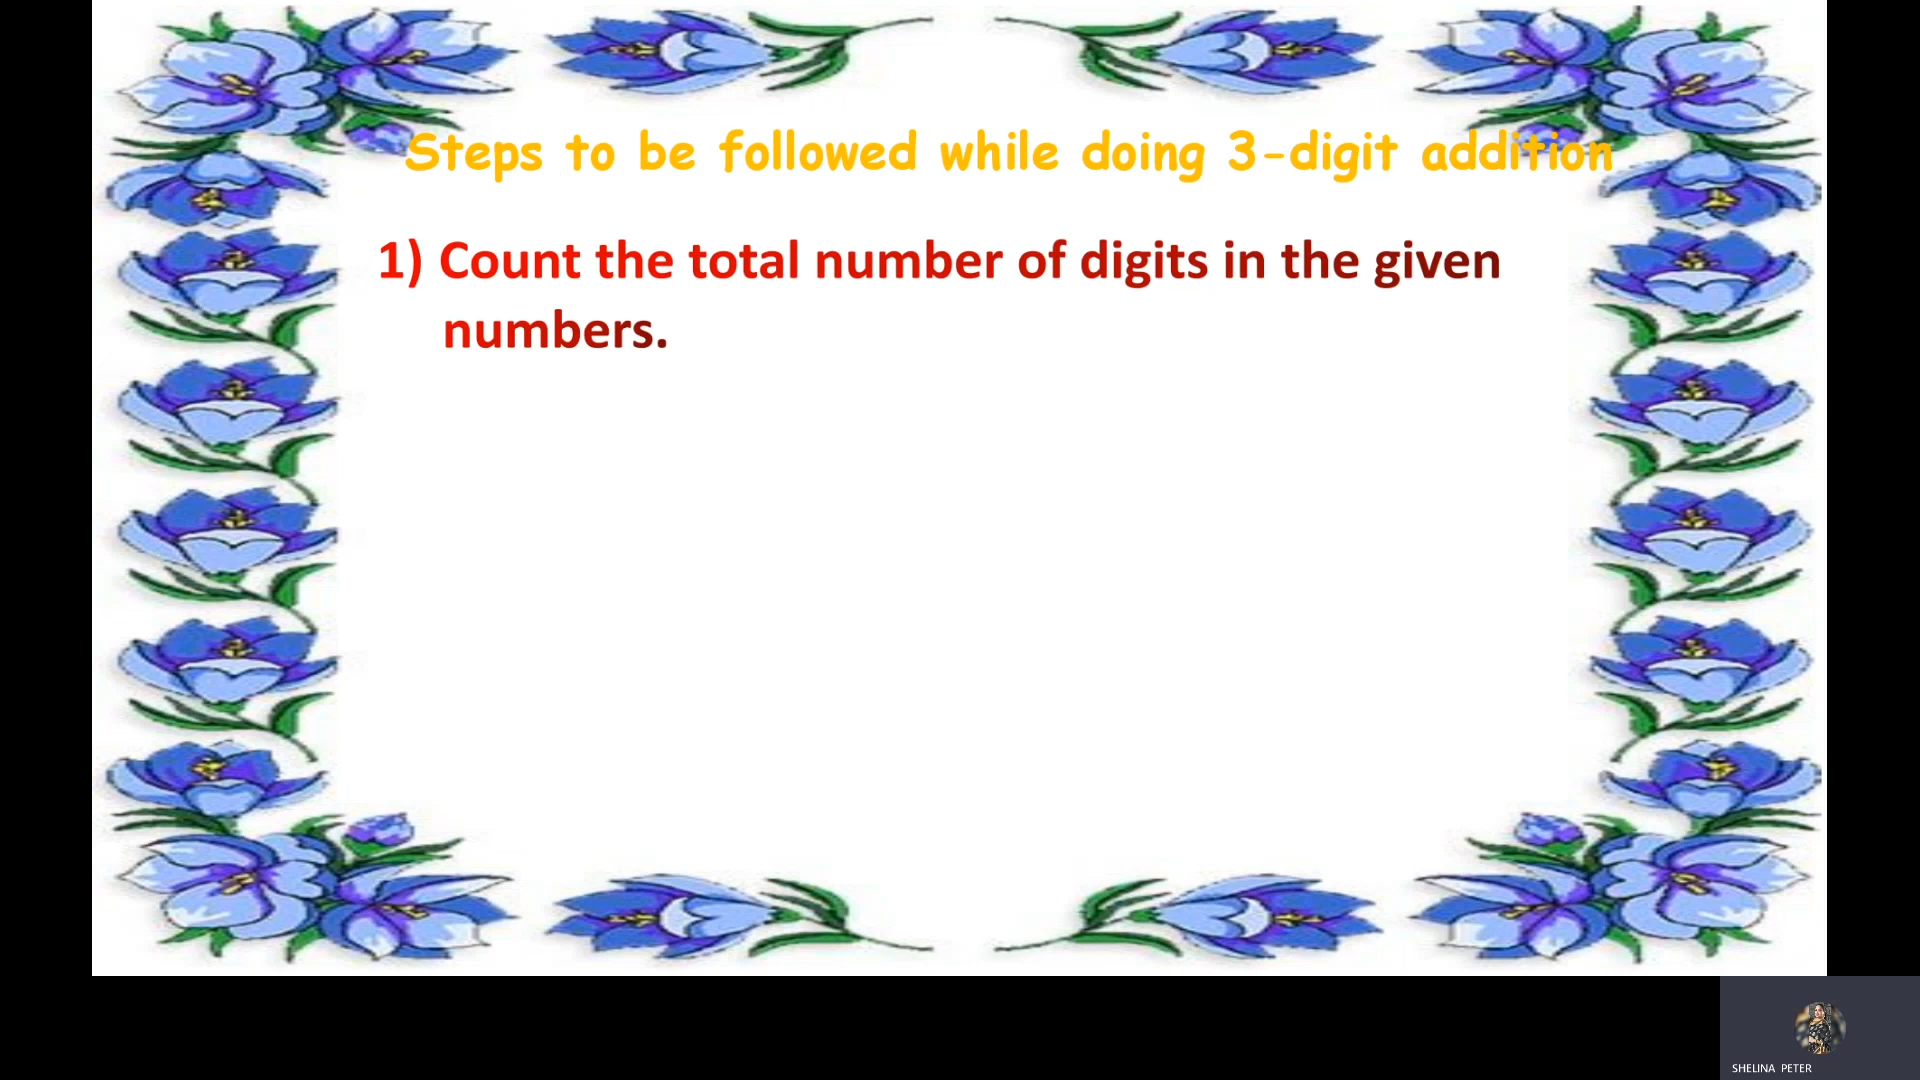 Steps to be followed while doing 3-digit addition
1) Count the total number of digits in the given
numbers.
SHELINA PETER